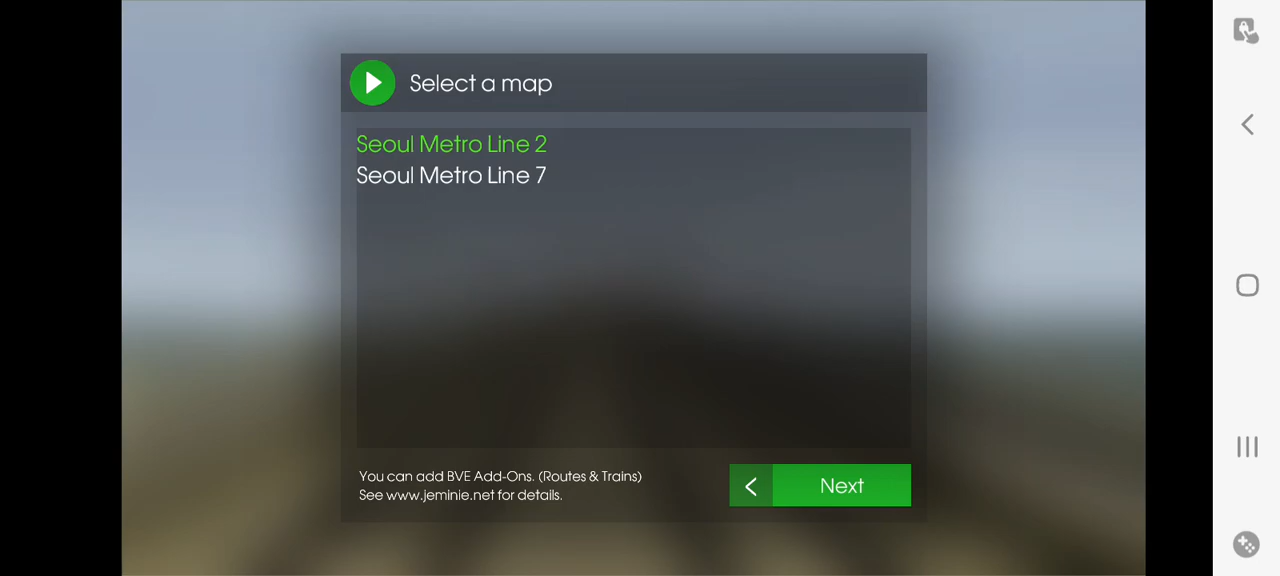 Select a map
Seoul Metro Line 2
Seoul Metro Line 7
You can add BVE Add-Ons. (Routes & Trains)
See www.jeminie.net for details.
Next